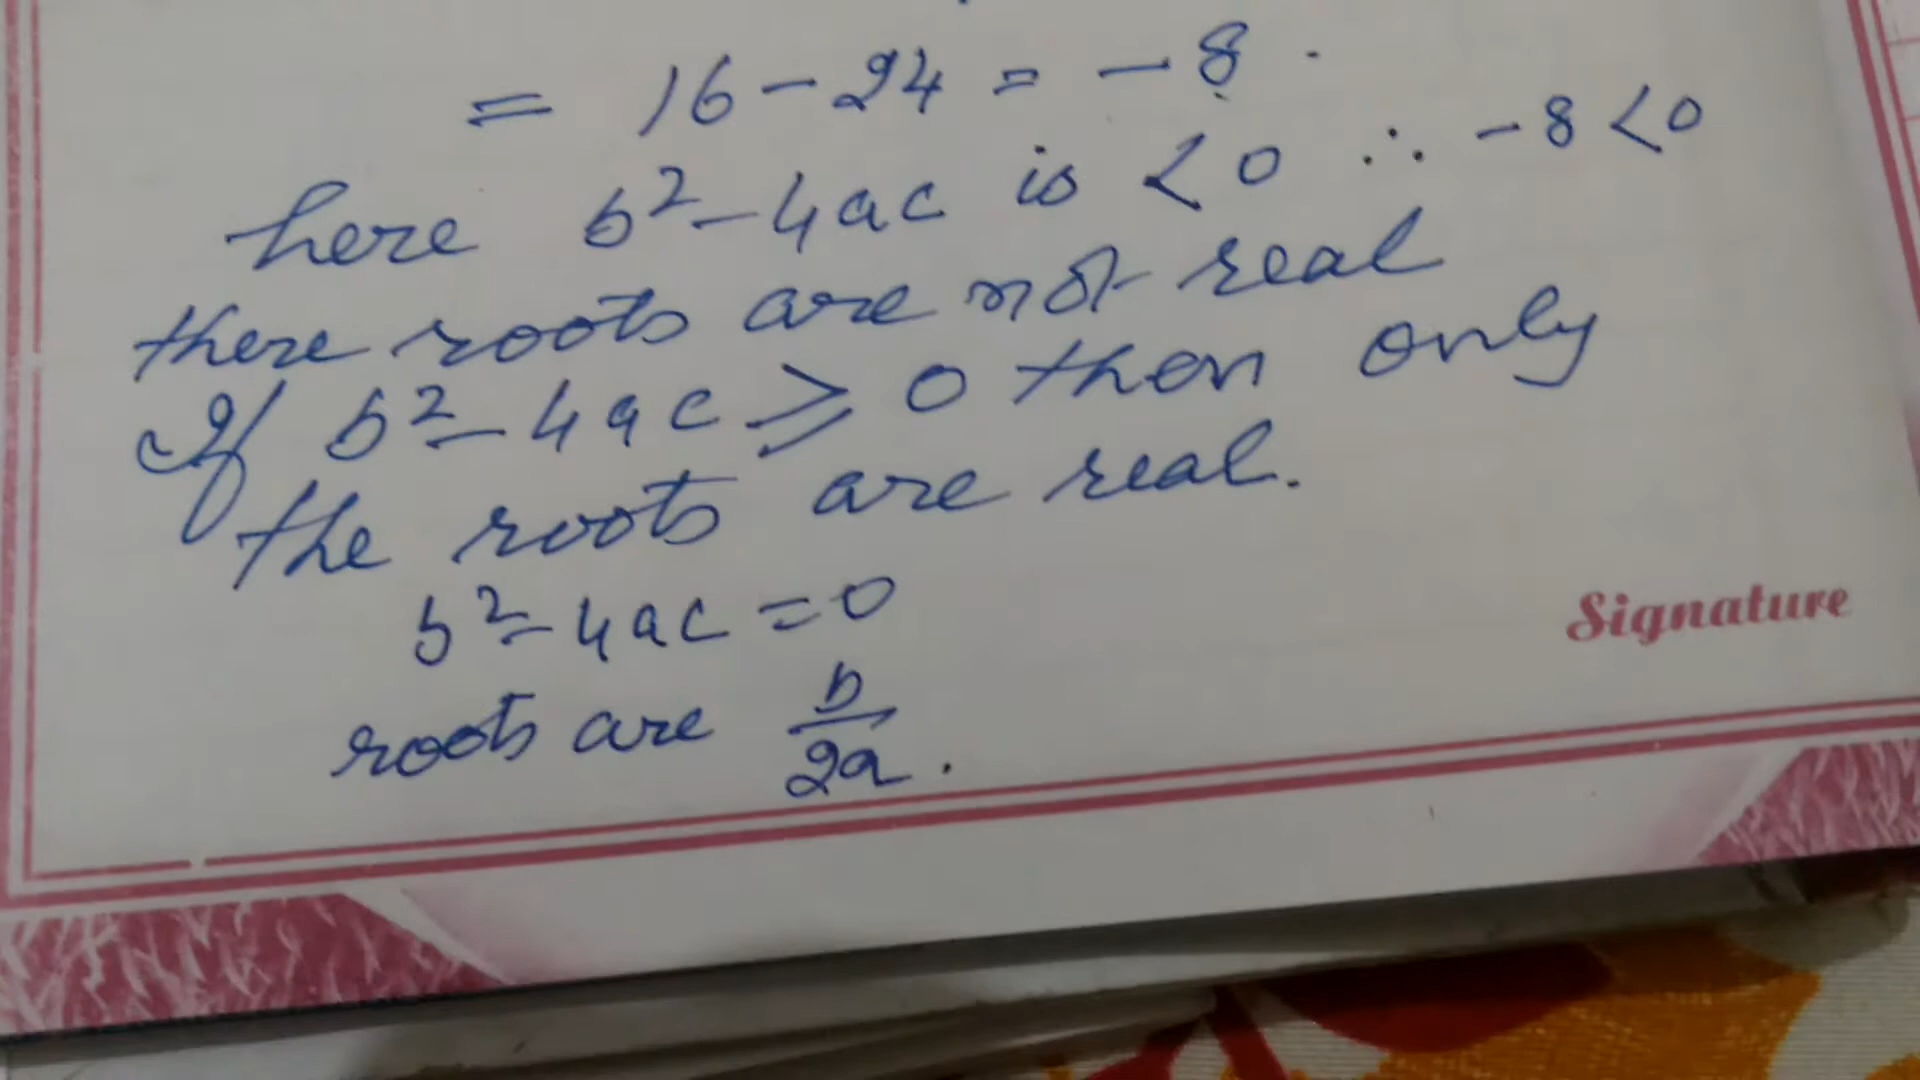 = 16 - 24 = - 8 .
here b² - 4ac is < 0 ∴ - 8 < 0
there roots are not real
If b² - 4ac ⩾ 0 then only
the roots are real.
b² - 4ac = 0
Signature
roots are b/2a .